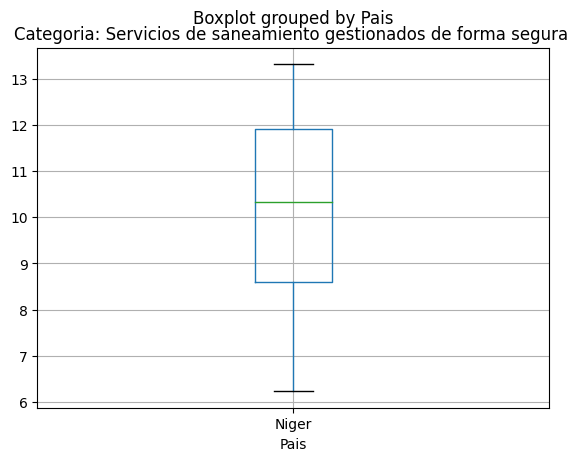 Boxplot grouped by Pais
Categoria: Servicios de saneamiento gestionados de forma segura
13
12
11
10
9
8
7
6
Niger
Pais